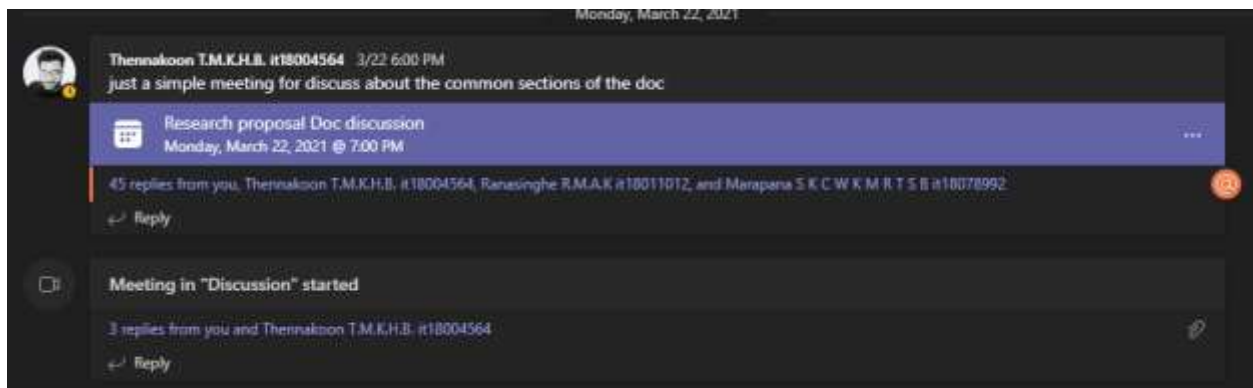 Monday, March 22, 2021
Thennakoon T.M.K.H.B. it18004564 3/22 6:00 PM
just a simple meeting for discuss about the common sections of the doc
Research proposal Doc discussion
Monday, March 22, 2021 @ 7:00 PM
45 replies from you, Thennakoon T.M.K.H.B. it18004564, Ranasinghe R.M.A.K it18011012, and Marapana S K C W K M R T S B it18078992
Reply
Meeting in "Discussion" started
3 replies from you and Thennakoon T.M.K.H.B. it18004564
Reply